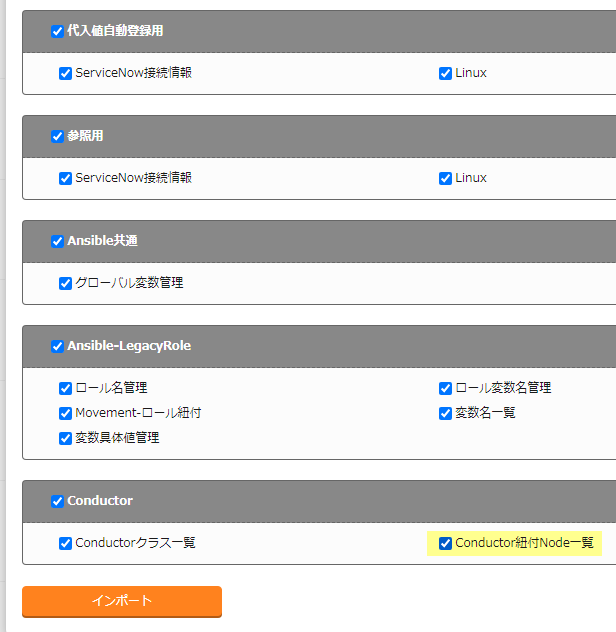 代入値自動登録用
ServiceNow接続情報 Linux
参照用
ServiceNow接続情報 Linux
Ansible共通
グローバル変数管理
Ansible-LegacyRole
ロール名管理 ロール変数名管理
Movement-ロール紐付 変数名一覧
変数具体値管理
Conductor
Conductorクラス一覧 Conductor紐付Node一覧
インポート